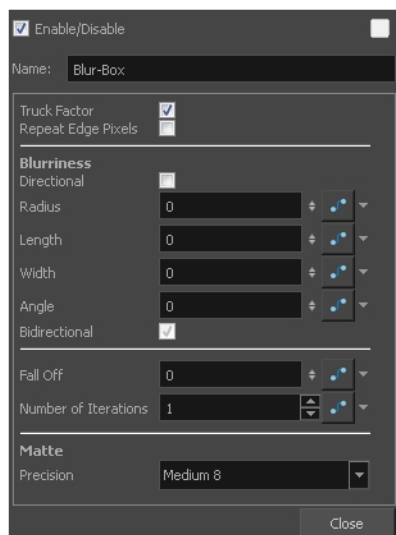 Enable/Disable
Name: Blur-Box
Truck Factor
Repeat Edge Pixels
Blurriness
Directional
Radius 0
Length 0
Width 0
Angle 0
Bidirectional
Fall Off 0
Number of Iterations 1
Matte
Precision Medium 8
Close